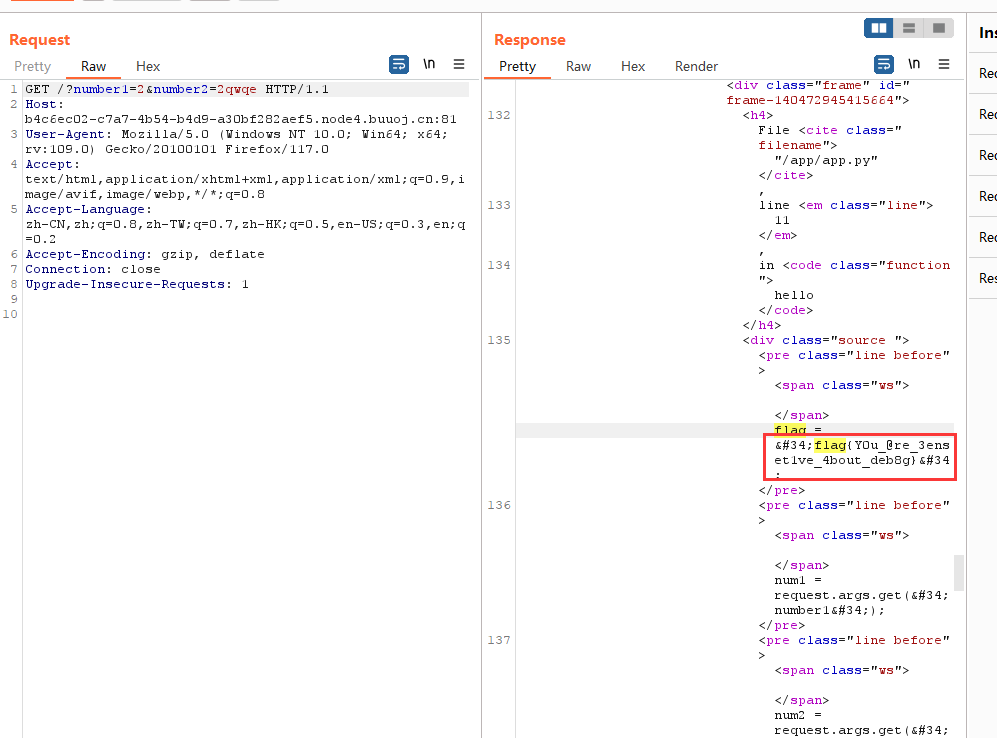 Request
Response
Ins
Pretty Raw Hex \n
Pretty Raw Hex Render \n
1 GET /?number1=2&number2=2qwqe HTTP/1.1
2 Host:
b4c6ec02-c7a7-4b54-b4d9-a30bf282aef5.node4.buuoj.cn:81
3 User-Agent: Mozilla/5.0 (Windows NT 10.0; Win64; x64;
rv:109.0) Gecko/20100101 Firefox/117.0
4 Accept:
text/html,application/xhtml+xml,application/xml;q=0.9,i
mage/avif,image/webp,*/*;q=0.8
5 Accept-Language:
zh-CN,zh;q=0.8,zh-TW;q=0.7,zh-HK;q=0.5,en-US;q=0.3,en;q
=0.2
6 Accept-Encoding: gzip, deflate
7 Connection: close
8 Upgrade-Insecure-Requests: 1
9
10
<div class="frame" id="
frame-140472945415664">
132 <h4>
File <cite class="
filename">
"/app/app.py"
</cite>
,
133 line <em class="line">
11
</em>
,
134 in <code class="function
">
hello
</code>
</h4>
135 <div class="source ">
<pre class="line before"
>
<span class="ws">
</span>
flag =
&#34;flag{Y0u_@re_3ens
et1ve_4bout_deb8g}&#34
;
</pre>
136 <pre class="line before"
>
<span class="ws">
</span>
num1 =
request.args.get(&#34;
number1&#34;);
</pre>
137 <pre class="line before"
>
<span class="ws">
</span>
num2 =
request.args.get(&#34;
Rec
Rec
Rec
Rec
Rec
Res